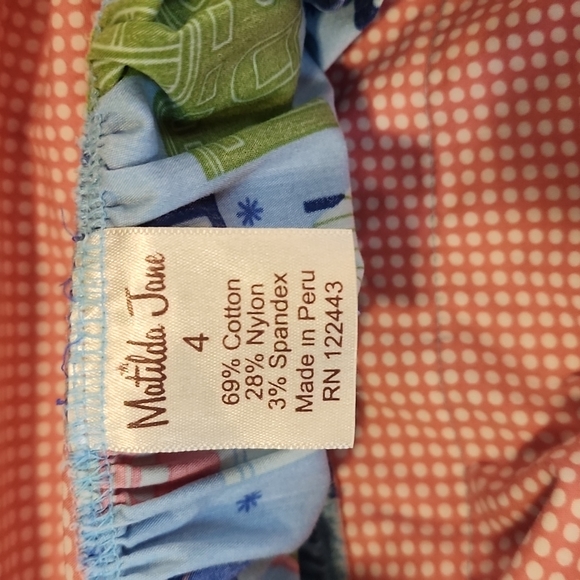 Matilda Jane
4
69% Cotton
28% Nylon
3% Spandex
Made in Peru
RN 122443